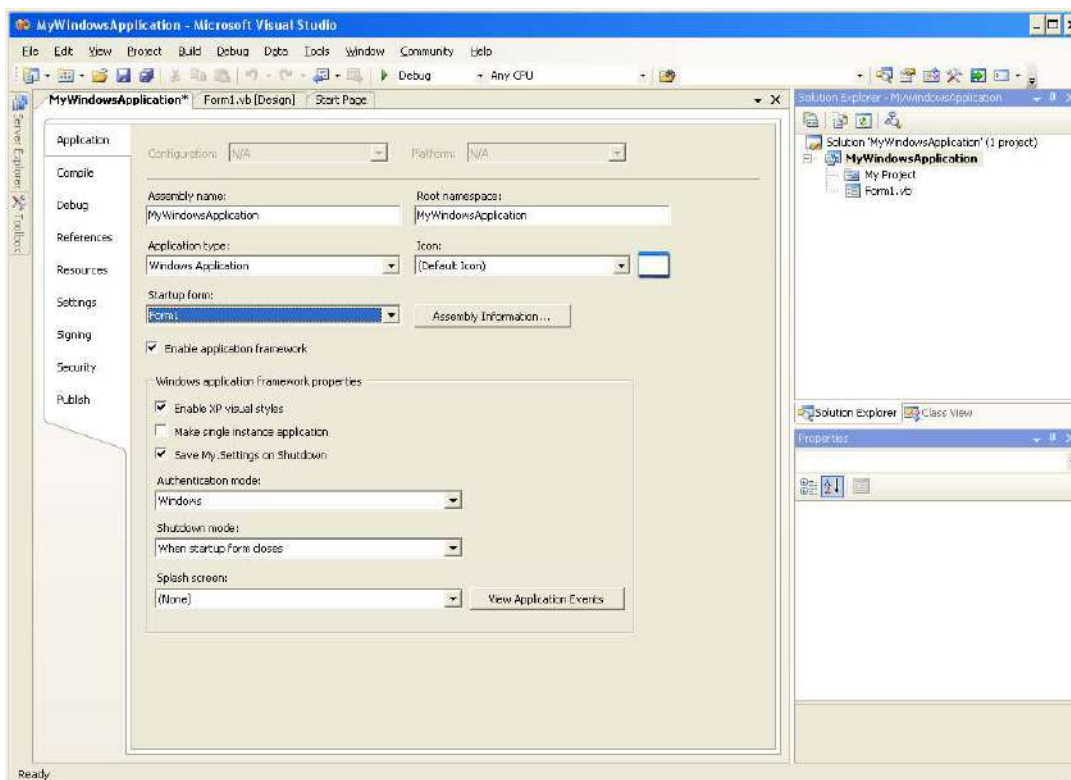 MyWindowsApplication - Microsoft Visual Studio
File Edit View Project Build Debug Data Tools Window Community Help
Debug Any CPU
MyWindowsApplication* Form1.vb [Design] Start Page
Server Explorer
Toolbox
Application
Compile
Debug
References
Resources
Settings
Signing
Security
Publish
Configuration: N/A Platform: N/A
Assembly name: Root namespace:
MyWindowsApplication MyWindowsApplication
Application type: Icon:
Windows Application (Default Icon)
Startup form:
Form1 Assembly Information...
Enable application framework
Windows application framework properties
Enable XP visual styles
Make single instance application
Save My.Settings on Shutdown
Authentication mode:
Windows
Shutdown mode:
When startup form closes
Splash screen:
(None) View Application Events
Solution Explorer - MyWindowsApplication
Solution 'MyWindowsApplication' (1 project)
MyWindowsApplication
My Project
Form1.vb
Solution Explorer Class View
Properties
Ready